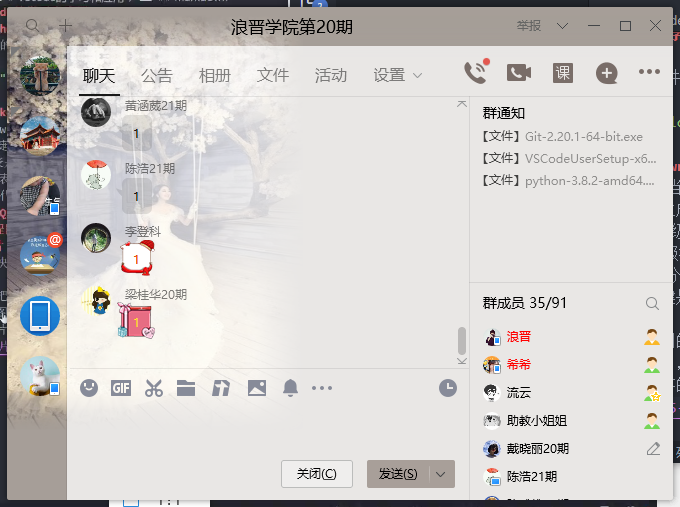 浪晋学院第20期
举报
聊天
公告
相册
文件
活动
设置
课
黄涵葳21期
1
陈浩21期
1
李登科
1
梁桂华20期
1
GIF
关闭(C)
发送(S)
群通知
【文件】Git-2.20.1-64-bit.exe
【文件】VSCodeUserSetup-x6...
【文件】python-3.8.2-amd64....
群成员 35/91
浪晋
希希
流云
助教小姐姐
戴晓丽20期
陈浩21期